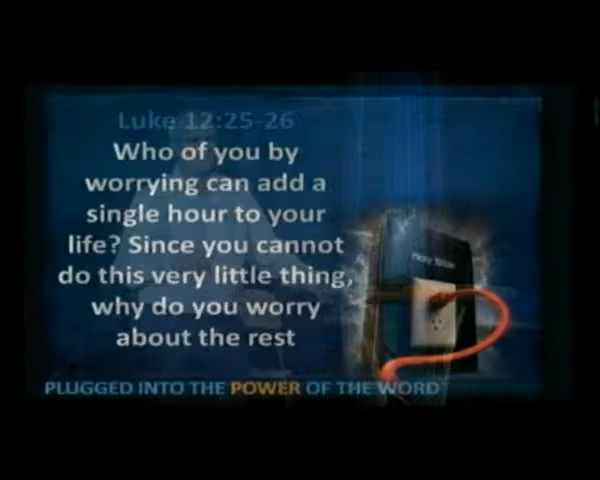 Luke 12:25-26
Who of you by
worrying can add a
single hour to your
life? Since you cannot
do this very little thing,
why do you worry
about the rest
Holy Bible
PLUGGED INTO THE POWER OF THE WORD